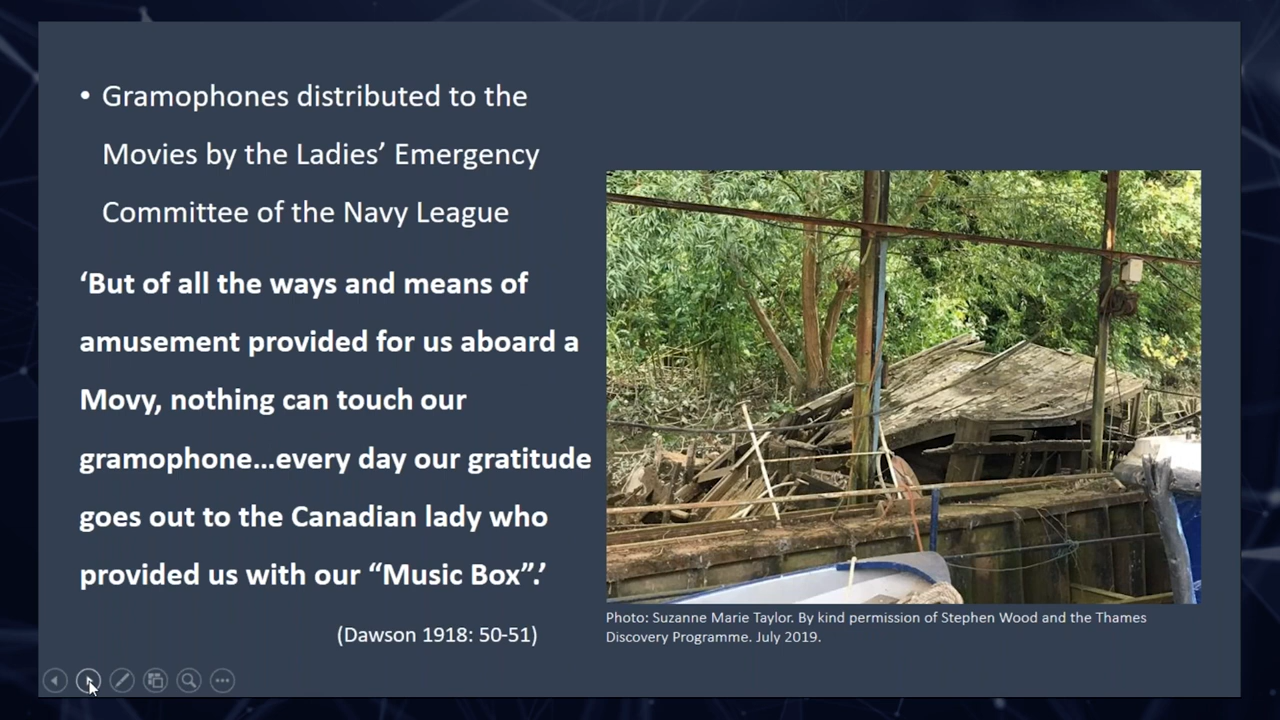 • Gramophones distributed to the
Movies by the Ladies’ Emergency
Committee of the Navy League
‘But of all the ways and means of
amusement provided for us aboard a
Movy, nothing can touch our
gramophone…every day our gratitude
goes out to the Canadian lady who
provided us with our “Music Box”.’
(Dawson 1918: 50-51)
Photo: Suzanne Marie Taylor. By kind permission of Stephen Wood and the Thames
Discovery Programme. July 2019.